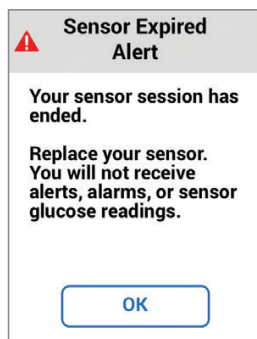 Sensor Expired
Alert
Your sensor session has
ended.
Replace your sensor.
You will not receive
alerts, alarms, or sensor
glucose readings.
OK